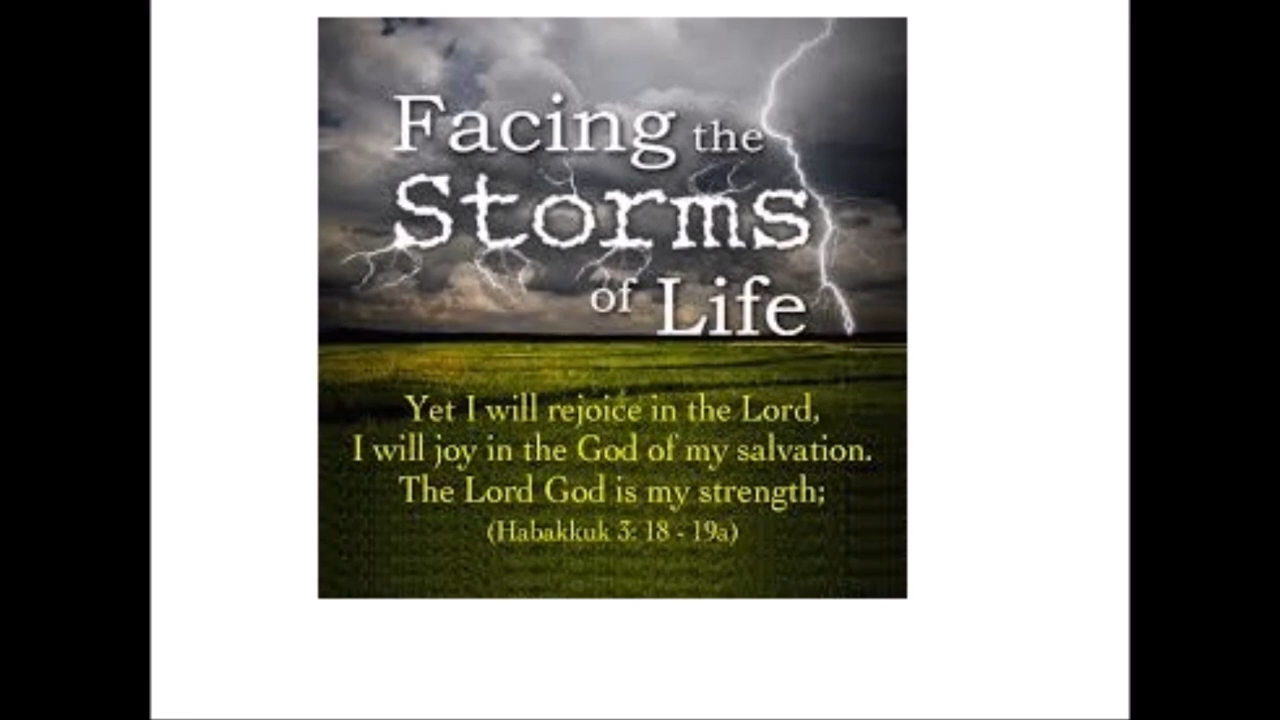 Facing the
Storms
of Life
Yet I will rejoice in the Lord,
I will joy in the God of my salvation.
The Lord God is my strength;
(Habakkuk 3: 18 - 19a)